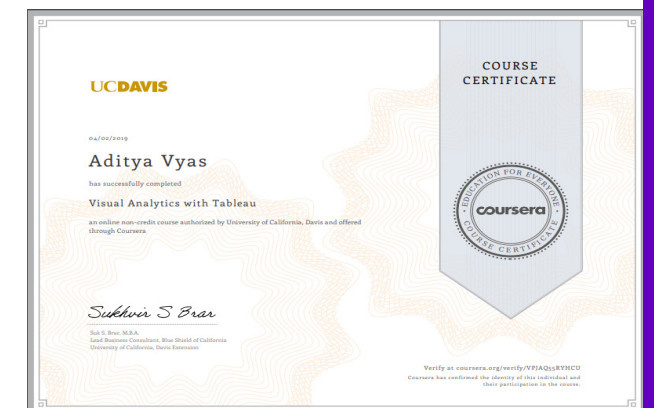 UCDAVIS
04/02/2019
Aditya Vyas
has successfully completed
Visual Analytics with Tableau
an online non-credit course authorized by University of California, Davis and offered
through Coursera
Sukhvir S Brar
Suk S. Brar, M.B.A.
Lead Business Consultant, Blue Shield of California
University of California, Davis Extension
COURSE
CERTIFICATE
EDUCATION FOR EVERYONE
coursera
COURSE CERTIFICATE
Verify at coursera.org/verify/VPJAQ55RYHCU
Coursera has confirmed the identity of this individual and
their participation in the course.